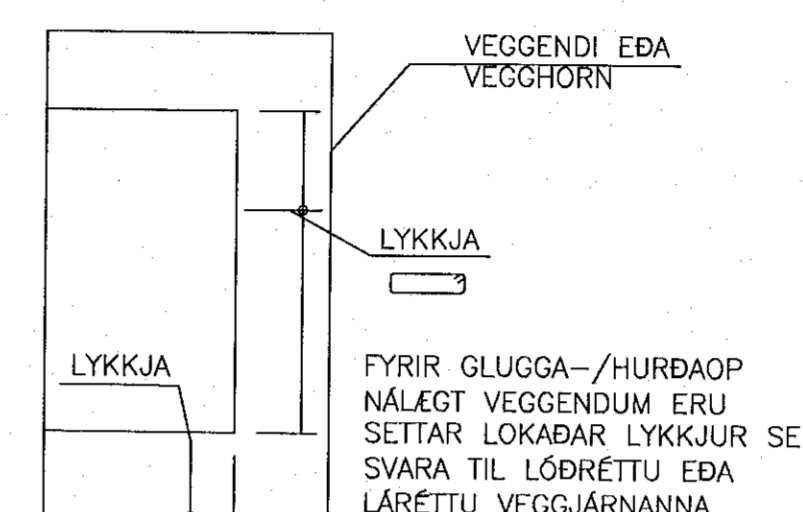 VEGGENDI EÐA
VEGGHORN
LYKKJA
LYKKJA
FYRIR GLUGGA-/HURÐAOP
NÁLÆGT VEGGENDUM ERU
SETTAR LOKAÐAR LYKKJUR SE
SVARA TIL LÓÐRÉTTU EÐA
LÁRÉTTU VEGGJÁRNANNA